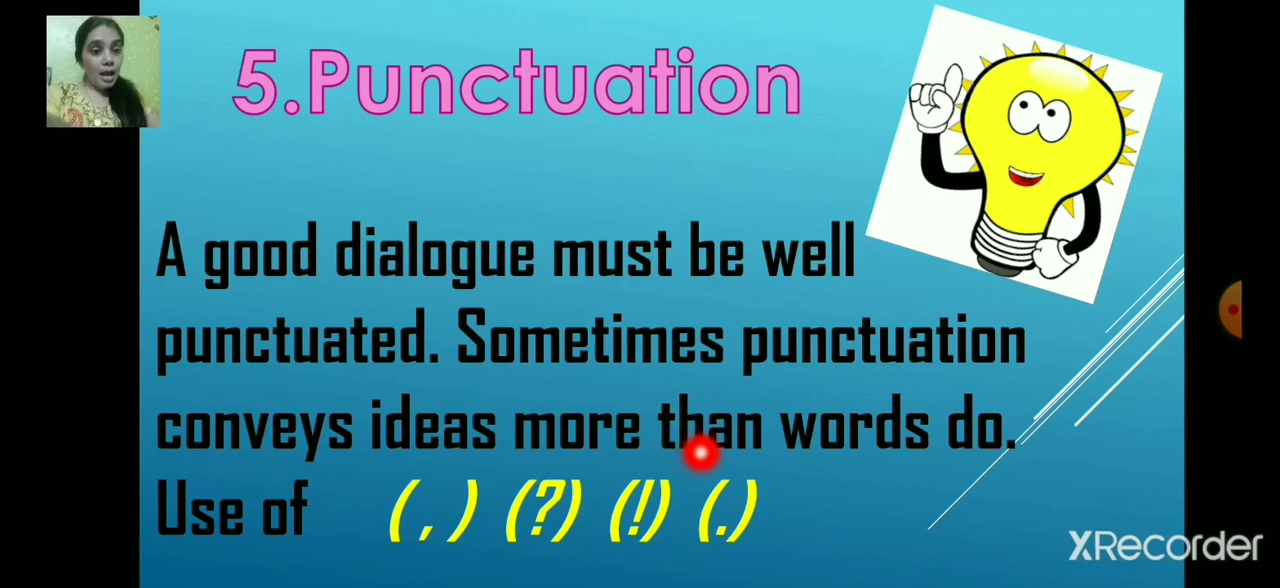 5.Punctuation
A good dialogue must be well
punctuated. Sometimes punctuation
conveys ideas more than words do.
Use of (,) (?) (!) (.)
XRecorder